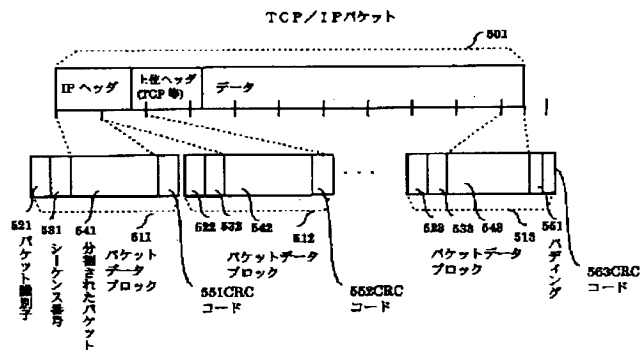 TCP/IPパケット
501
IPヘッダ
上位ヘッダ
(TCP等)
データ
521
531
541
511
522
532
542
512
523
533
543
513
561
パケット識別子
シーケンス番号
分割されたパケット
パケット
データ
ブロック
551CRC
コード
パケットデータ
ブロック
552CRC
コード
パケットデータ
ブロック
パディング
563CRC
コード
. . .